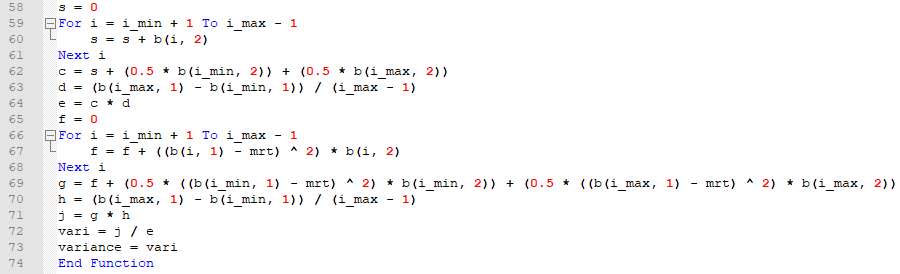 58 s = 0
59 For i = i_min + 1 To i_max - 1
60 s = s + b(i, 2)
61 Next i
62 c = s + (0.5 * b(i_min, 2)) + (0.5 * b(i_max, 2))
63 d = (b(i_max, 1) - b(i_min, 1)) / (i_max - 1)
64 e = c * d
65 f = 0
66 For i = i_min + 1 To i_max - 1
67 f = f + ((b(i, 1) - mrt) ^ 2) * b(i, 2)
68 Next i
69 g = f + (0.5 * ((b(i_min, 1) - mrt) ^ 2) * b(i_min, 2)) + (0.5 * ((b(i_max, 1) - mrt) ^ 2) * b(i_max, 2))
70 h = (b(i_max, 1) - b(i_min, 1)) / (i_max - 1)
71 j = g * h
72 vari = j / e
73 variance = vari
74 End Function